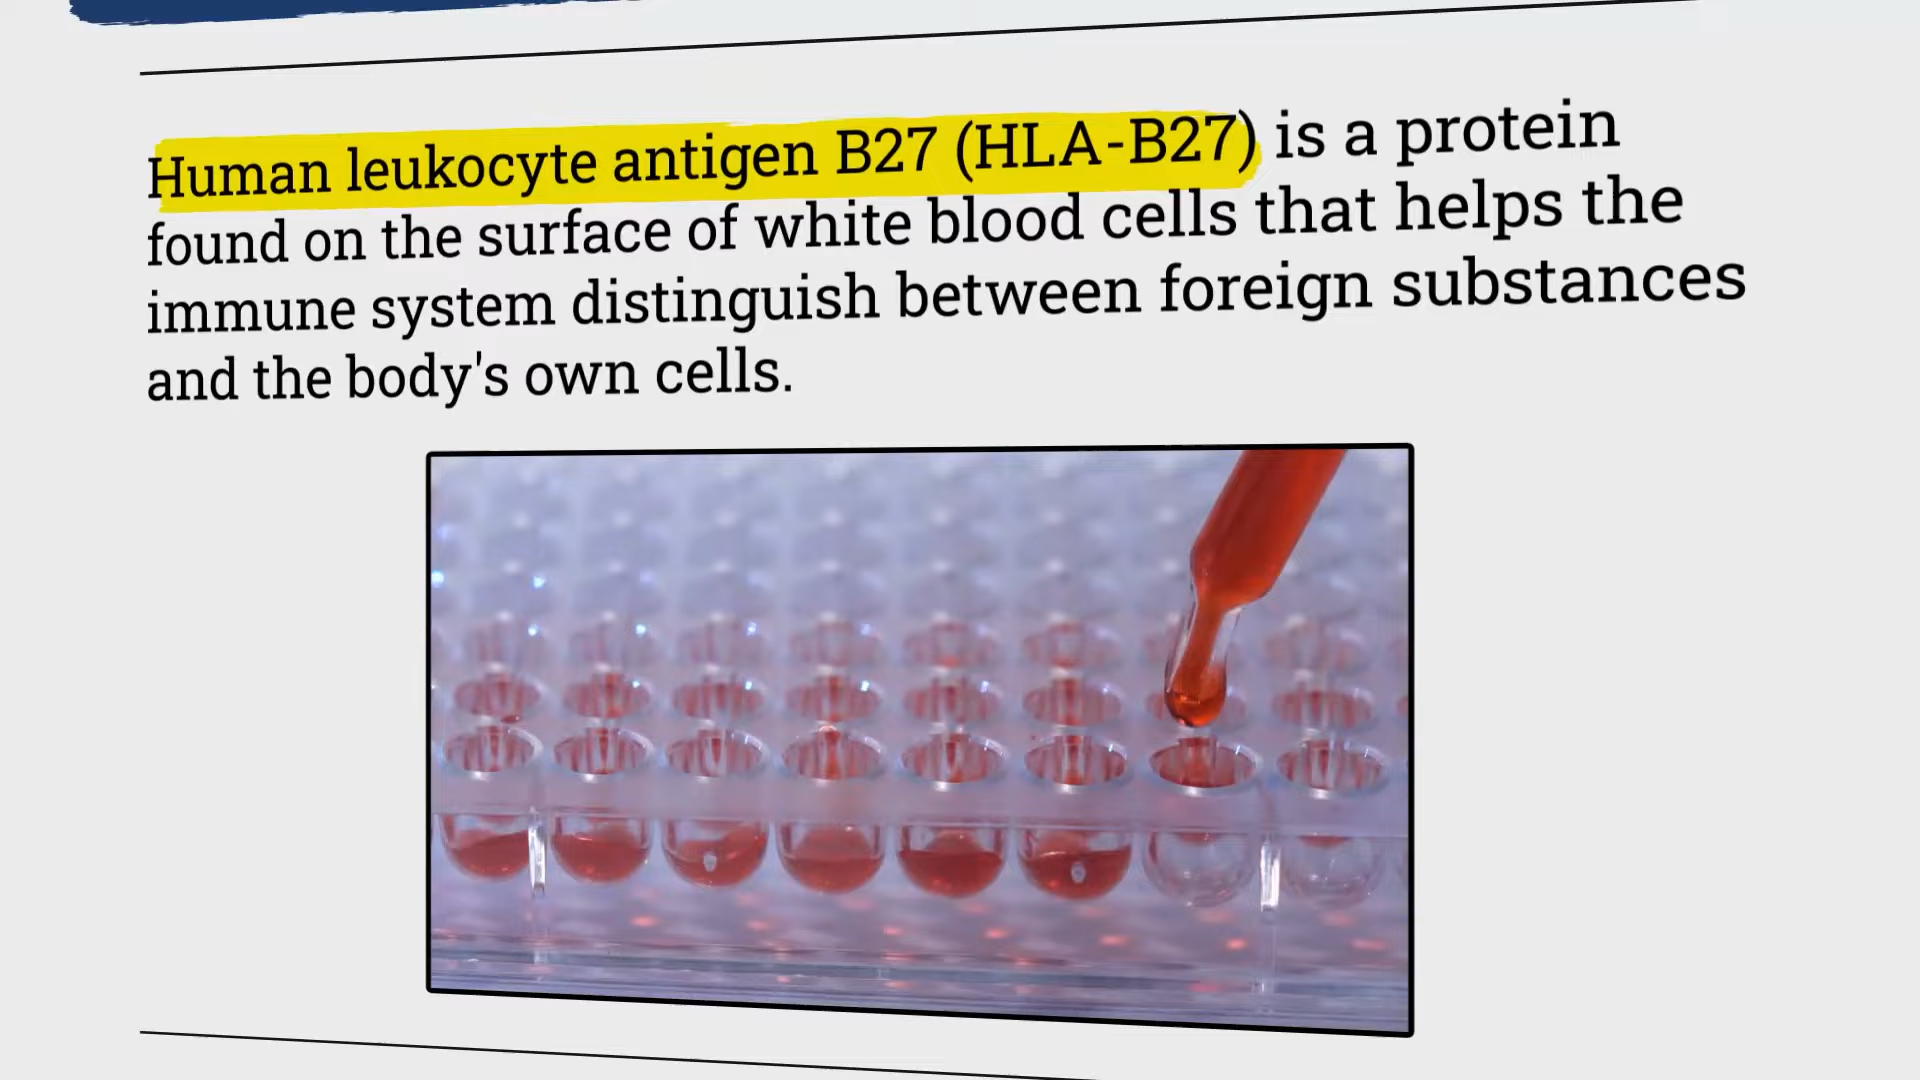 Human leukocyte antigen B27 (HLA-B27) is a protein
found on the surface of white blood cells that helps the
immune system distinguish between foreign substances
and the body's own cells.